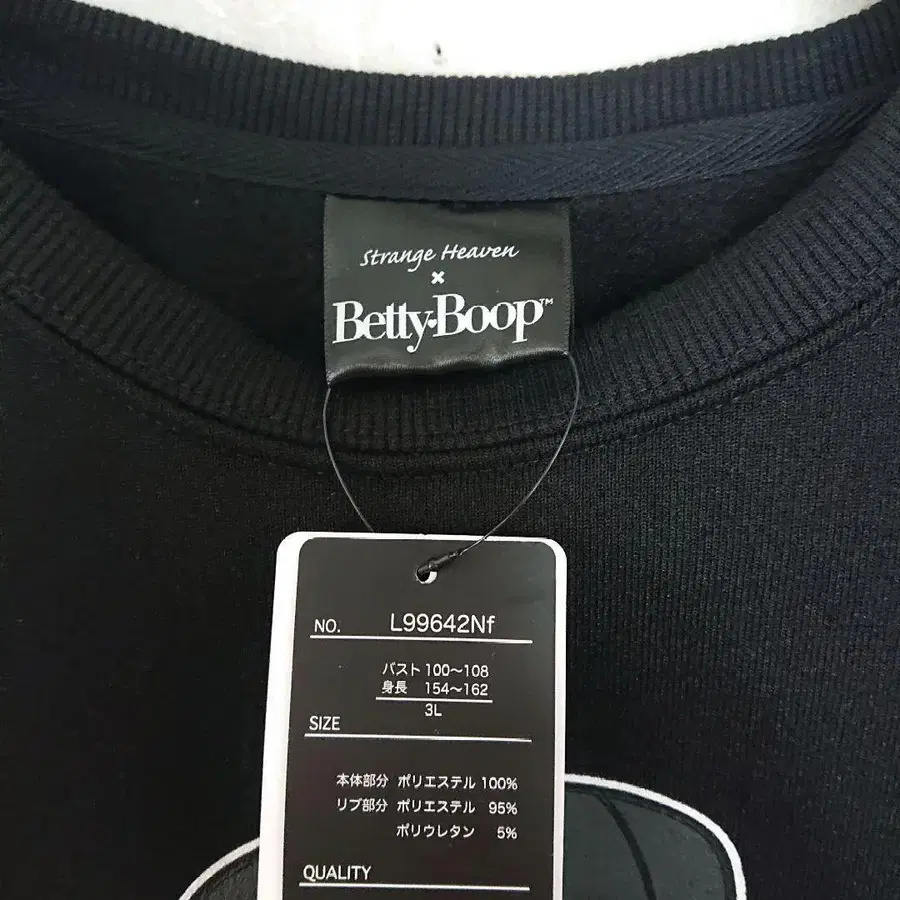 Strange Heaven
×
Betty·Boop™
NO. L99642Nf
バスト 100〜108
身長 154〜162
3L
SIZE
本体部分 ポリエステル 100%
リブ部分 ポリエステル 95%
ポリウレタン 5%
QUALITY